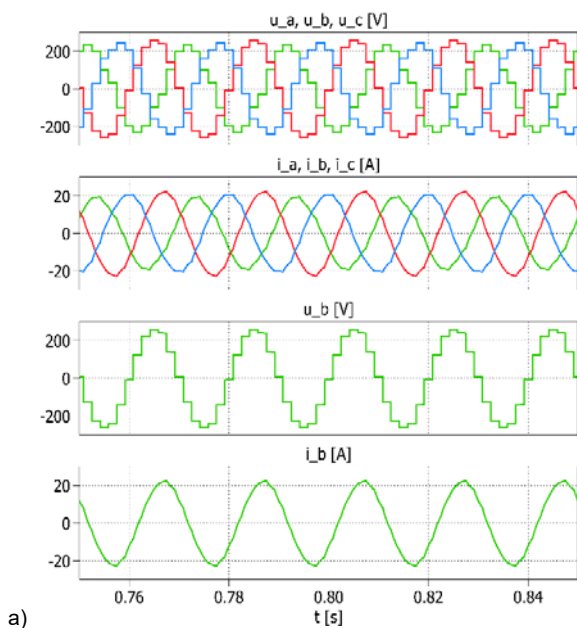 u_a, u_b, u_c [V]
200
0
-200
i_a, i_b, i_c [A]
20
0
-20
u_b [V]
200
0
-200
i_b [A]
20
0
-20
0.76 0.78 0.80 0.82 0.84
a) t [s]